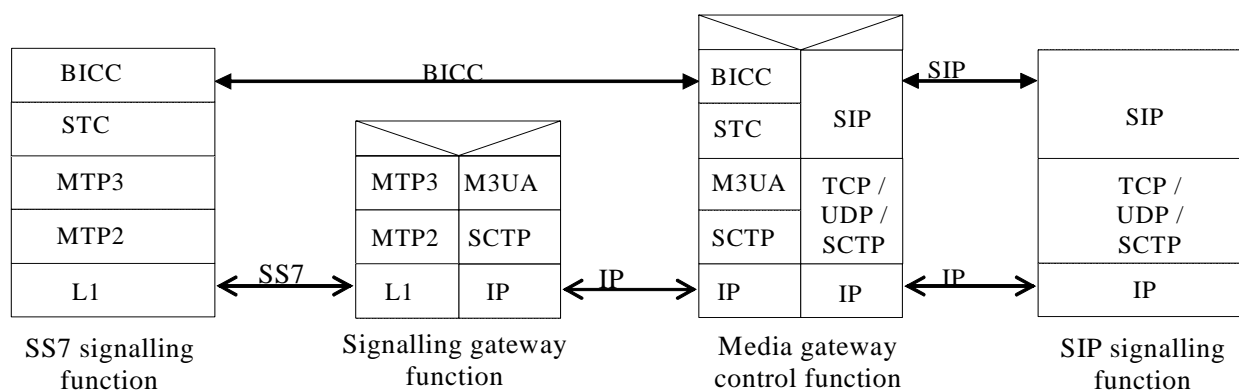 BICC
STC
MTP3
MTP2
L1
SS7 signalling
function
BICC
SS7
MTP3
M3UA
MTP2
SCTP
L1
IP
Signalling gateway
function
IP
BICC
STC
M3UA
SCTP
IP
SIP
TCP /
UDP /
SCTP
IP
Media gateway
control function
SIP
IP
SIP
TCP /
UDP /
SCTP
IP
SIP signalling
function